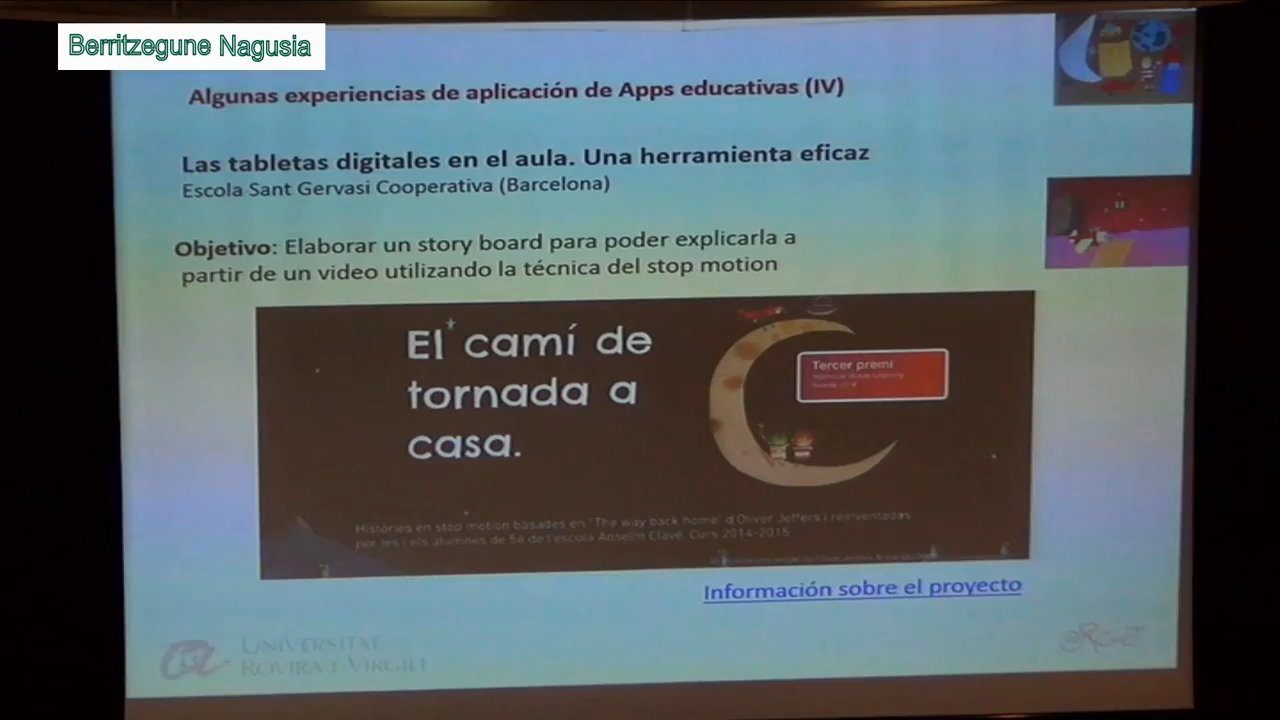 Berritzegune Nagusia
Algunas experiencias de aplicación de Apps educativas (IV)
Las tabletas digitales en el aula. Una herramienta eficaz
Escola Sant Gervasi Cooperativa (Barcelona)
Objetivo: Elaborar un story board para poder explicarla a
partir de un video utilizando la técnica del stop motion
El camí de
tornada a
casa.
Tercer premi
Històries en stop motion basades en "The way back home" d'Oliver Jeffers i reinventades
per les i els alumnes de 5è de l'escola Anselm Clavé. Curs 2014-2015
Información sobre el proyecto
UNIVERSITAT
ROVIRA I VIRGILI